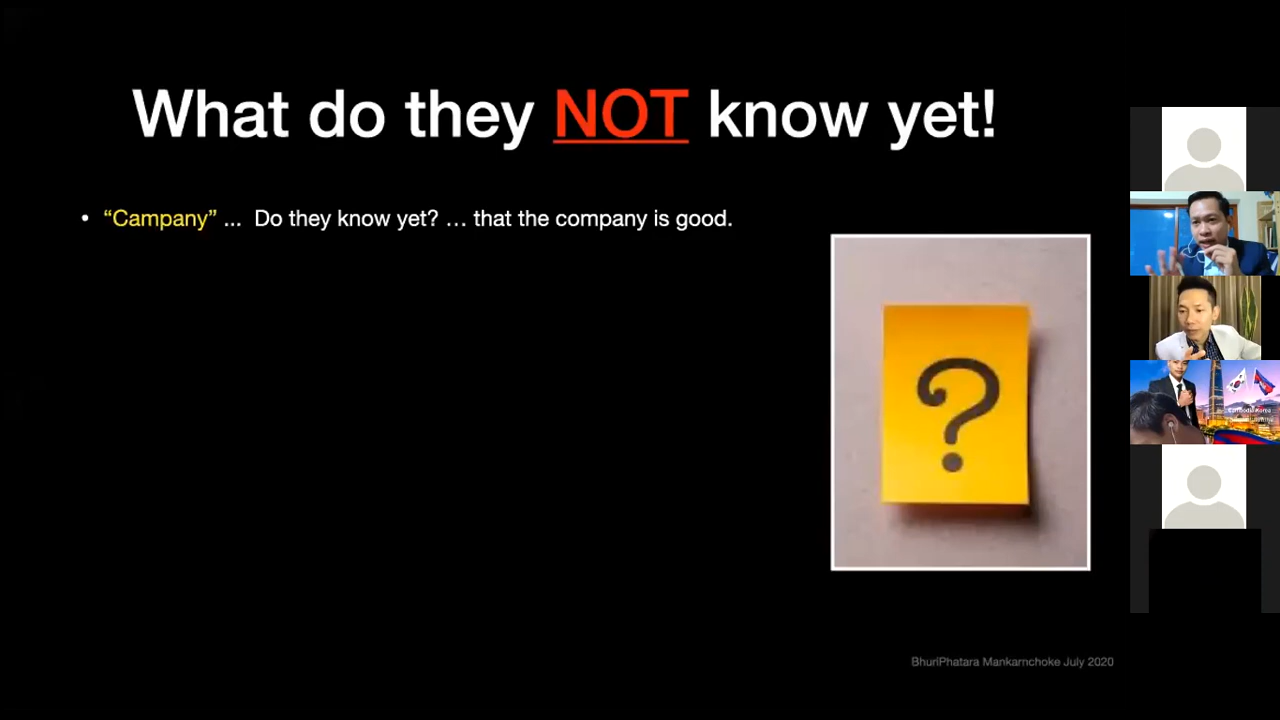 What do they NOT know yet!
• “Campany” ... Do they know yet? … that the company is good.
?
BhuriPhatara Mankarnchoke July 2020